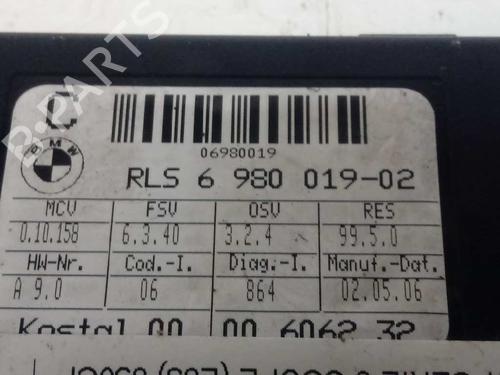 B-PARTS
C
BMW
06980019
RLS 6 980 019-02
MCV FSV OSV RES
0.10.158 6.3.40 3.2.4 99.5.0
HW-Nr. Cod.-I. Diag.-I. Manuf.-Dat.
A 9.0 06 864 02.05.06
Kostal 00 00 6062 32